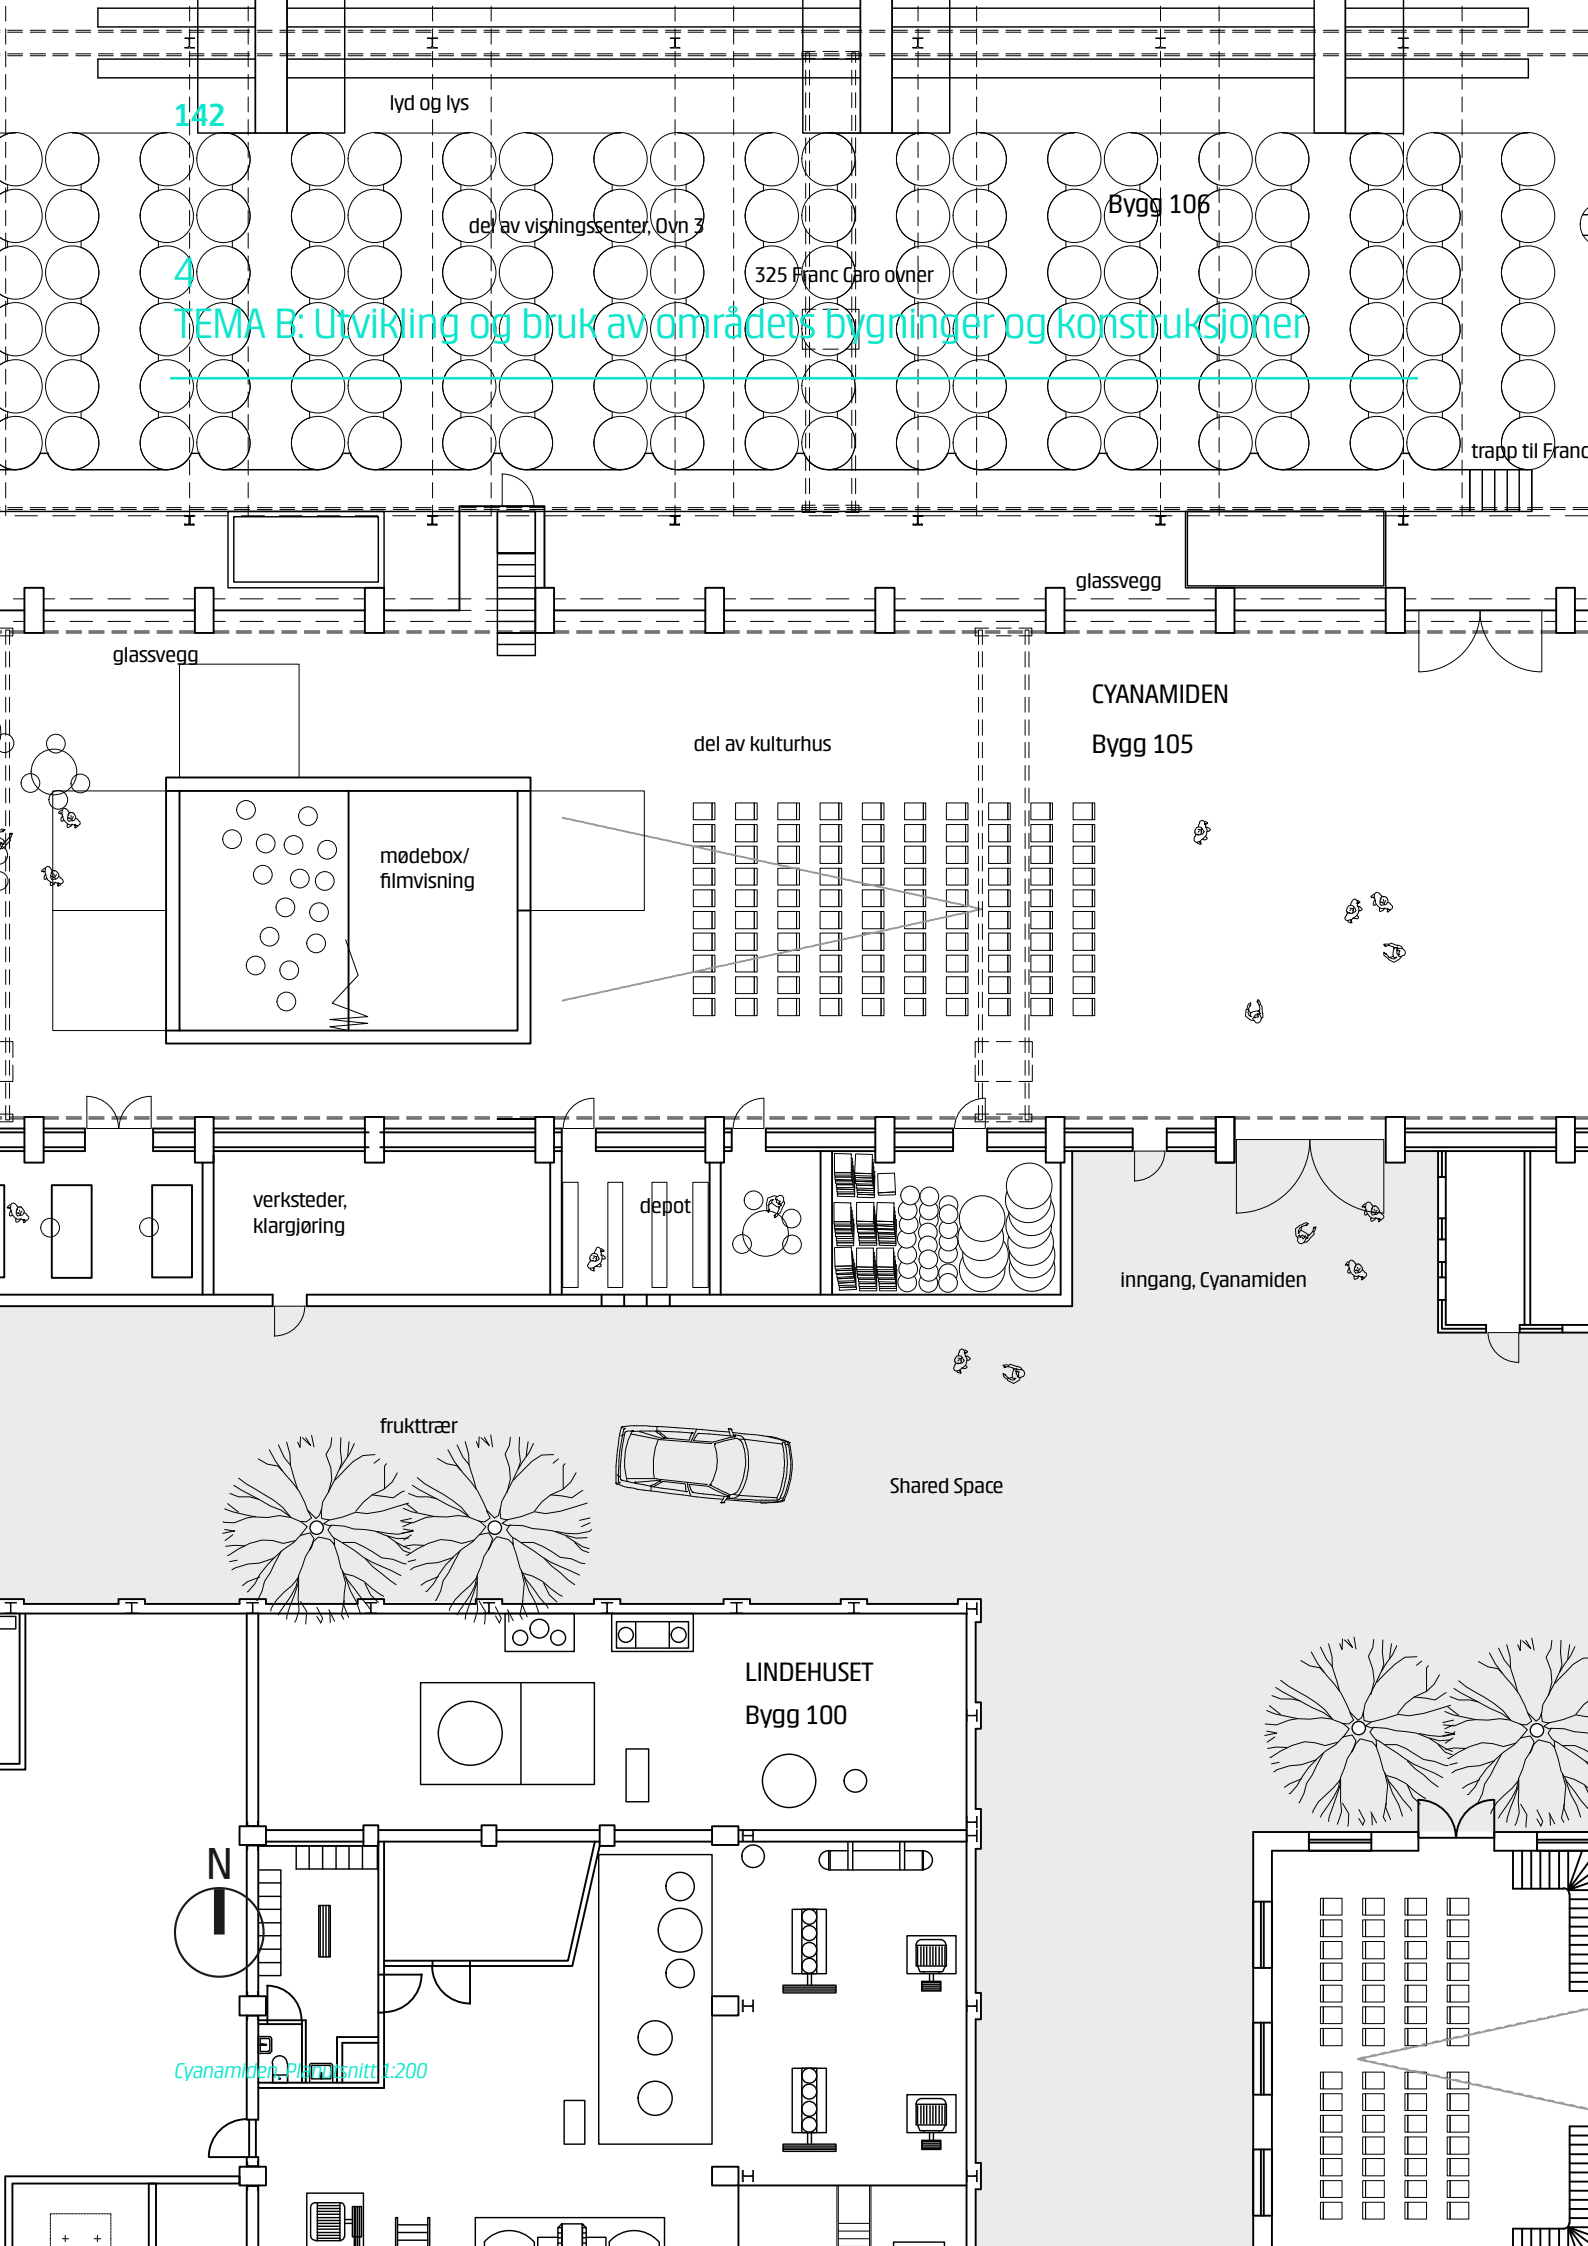 lyd og lys
142
Bygg 106
del av visningssenter, Ovn 3
4
325 Franc Caro ovner
TEMA B: Utvikling og bruk av områdets bygninger og konstruksjoner
trapp til Franc
glassvegg
glassvegg
CYANAMIDEN
del av kulturhus
Bygg 105
mødebox/
filmvisning
verksteder,
klargjøring
depot
inngang, Cyanamiden
frukttrær
Shared Space
LINDEHUSET
Bygg 100
N
Cyanamiden, Planutsnitt 1:200